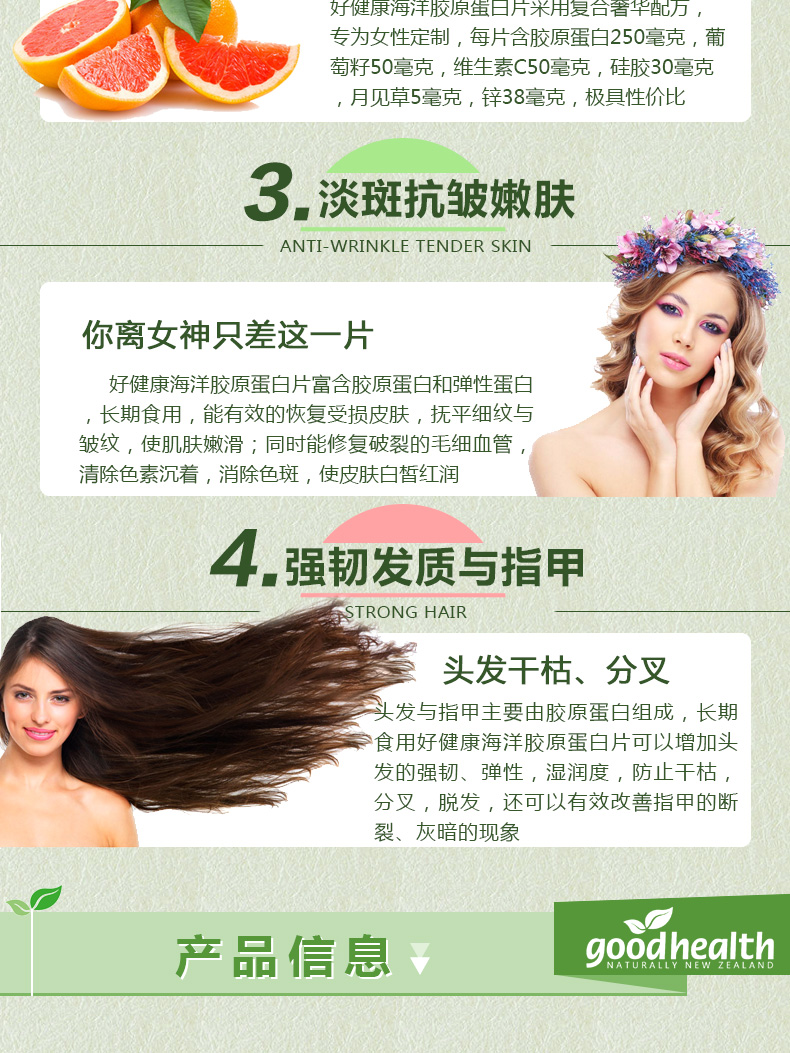 好健康海洋胶原蛋白片采用复合奢华配方，
专为女性定制，每片含胶原蛋白250毫克，葡
萄籽50毫克，维生素C50毫克，硅胶30毫克
，月见草5毫克，锌38毫克，极具性价比
3.淡斑抗皱嫩肤
ANTI-WRINKLE TENDER SKIN
你离女神只差这一片
好健康海洋胶原蛋白片富含胶原蛋白和弹性蛋白
，长期食用，能有效的恢复受损皮肤，抚平细纹与
皱纹，使肌肤嫩滑；同时能修复破裂的毛细血管，
清除色素沉着，消除色斑，使皮肤白皙红润
4.强韧发质与指甲
STRONG HAIR
头发干枯、分叉
头发与指甲主要由胶原蛋白组成，长期
食用好健康海洋胶原蛋白片可以增加头
发的强韧、弹性，湿润度，防止干枯，
分叉，脱发，还可以有效改善指甲的断
裂、灰暗的现象
产品信息
goodhealth
NATURALLY NEW ZEALAND